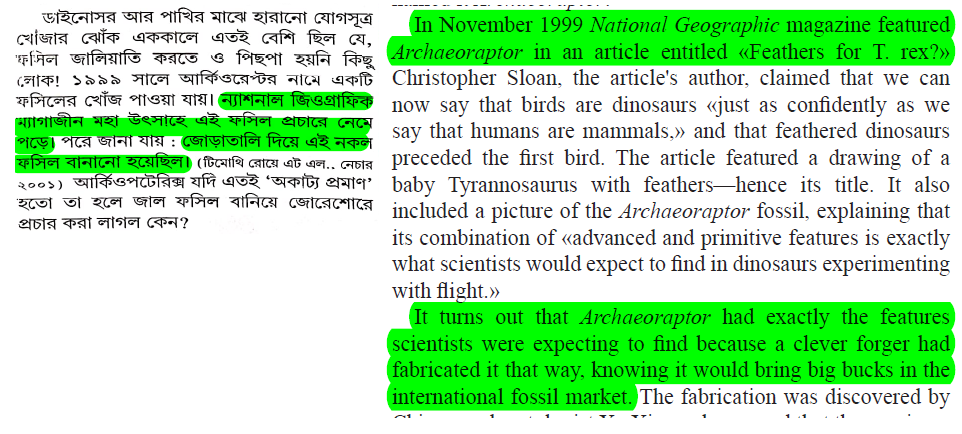 ডাইনোসর আর পাখির মাঝে হারানো যোগসূত্র
খোঁজার ঝোঁক এককালে এতই বেশি ছিল যে,
ফসিল জালিয়াতি করতে ও পিছপা হয়নি কিছু
লোক! ১৯৯৯ সালে আর্কিওরেপ্টর নামে একটি
ফসিলের খোঁজ পাওয়া যায়। ন্যাশনাল জিওগ্রাফিক
ম্যাগাজীন মহা উৎসাহে এই ফসিল প্রচারে নেমে
পড়ে। পরে জানা যায় : জোড়াতালি দিয়ে এই নকল
ফসিল বানানো হয়েছিল। (টিমোথি রোয়ে এট এল.. নেচার
২০০১) আর্কিওপটেরিক্স যদি এতই ‘অকাট্য প্রমাণ’
হতো তা হলে জাল ফসিল বানিয়ে জোরেশোরে
প্রচার করা লাগল কেন?
In November 1999 National Geographic magazine featured
Archaeoraptor in an article entitled «Feathers for T. rex?»
Christopher Sloan, the article's author, claimed that we can
now say that birds are dinosaurs «just as confidently as we
say that humans are mammals,» and that feathered dinosaurs
preceded the first bird. The article featured a drawing of a
baby Tyrannosaurus with feathers—hence its title. It also
included a picture of the Archaeoraptor fossil, explaining that
its combination of «advanced and primitive features is exactly
what scientists would expect to find in dinosaurs experimenting
with flight.»
It turns out that Archaeoraptor had exactly the features
scientists were expecting to find because a clever forger had
fabricated it that way, knowing it would bring big bucks in the
international fossil market. The fabrication was discovered by